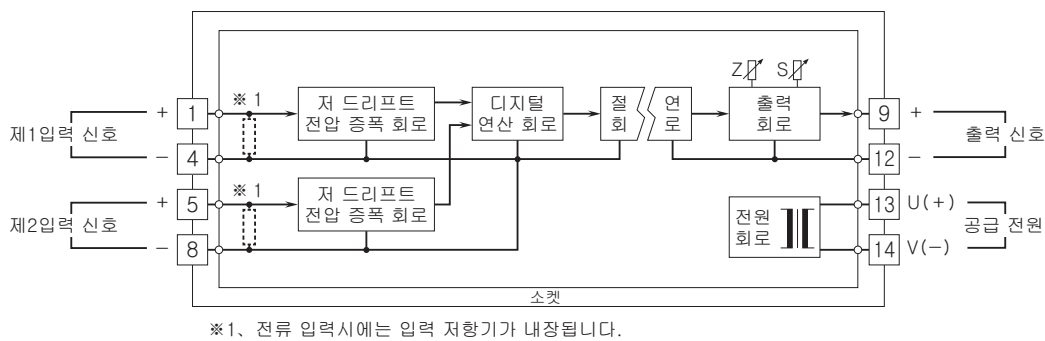 제1입력 신호
+ 1
− 4
제2입력 신호
+ 5
− 8
※ 1
※ 1
저 드리프트
전압 증폭 회로
저 드리프트
전압 증폭 회로
디지털
연산 회로
절 연
회 로
Z S
출력
회로
전원
회로
9 +
12 −
출력 신호
13 U(+)
14 V(−)
공급 전원
소켓
※1、전류 입력시에는 입력 저항기가 내장됩니다.